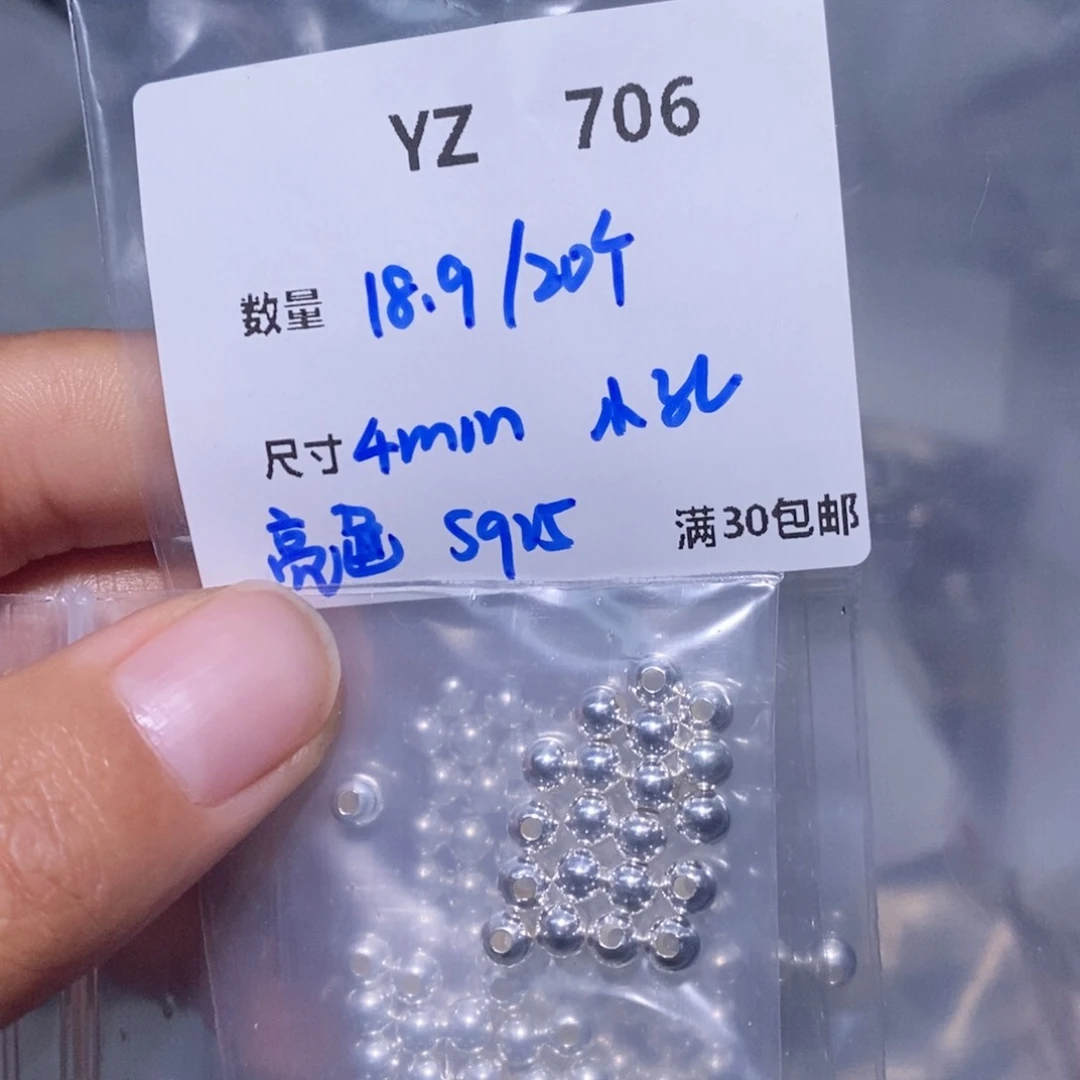 YZ 706
数量 18.9/20个
尺寸 4mm 小孔
亮面 S925 满30包邮